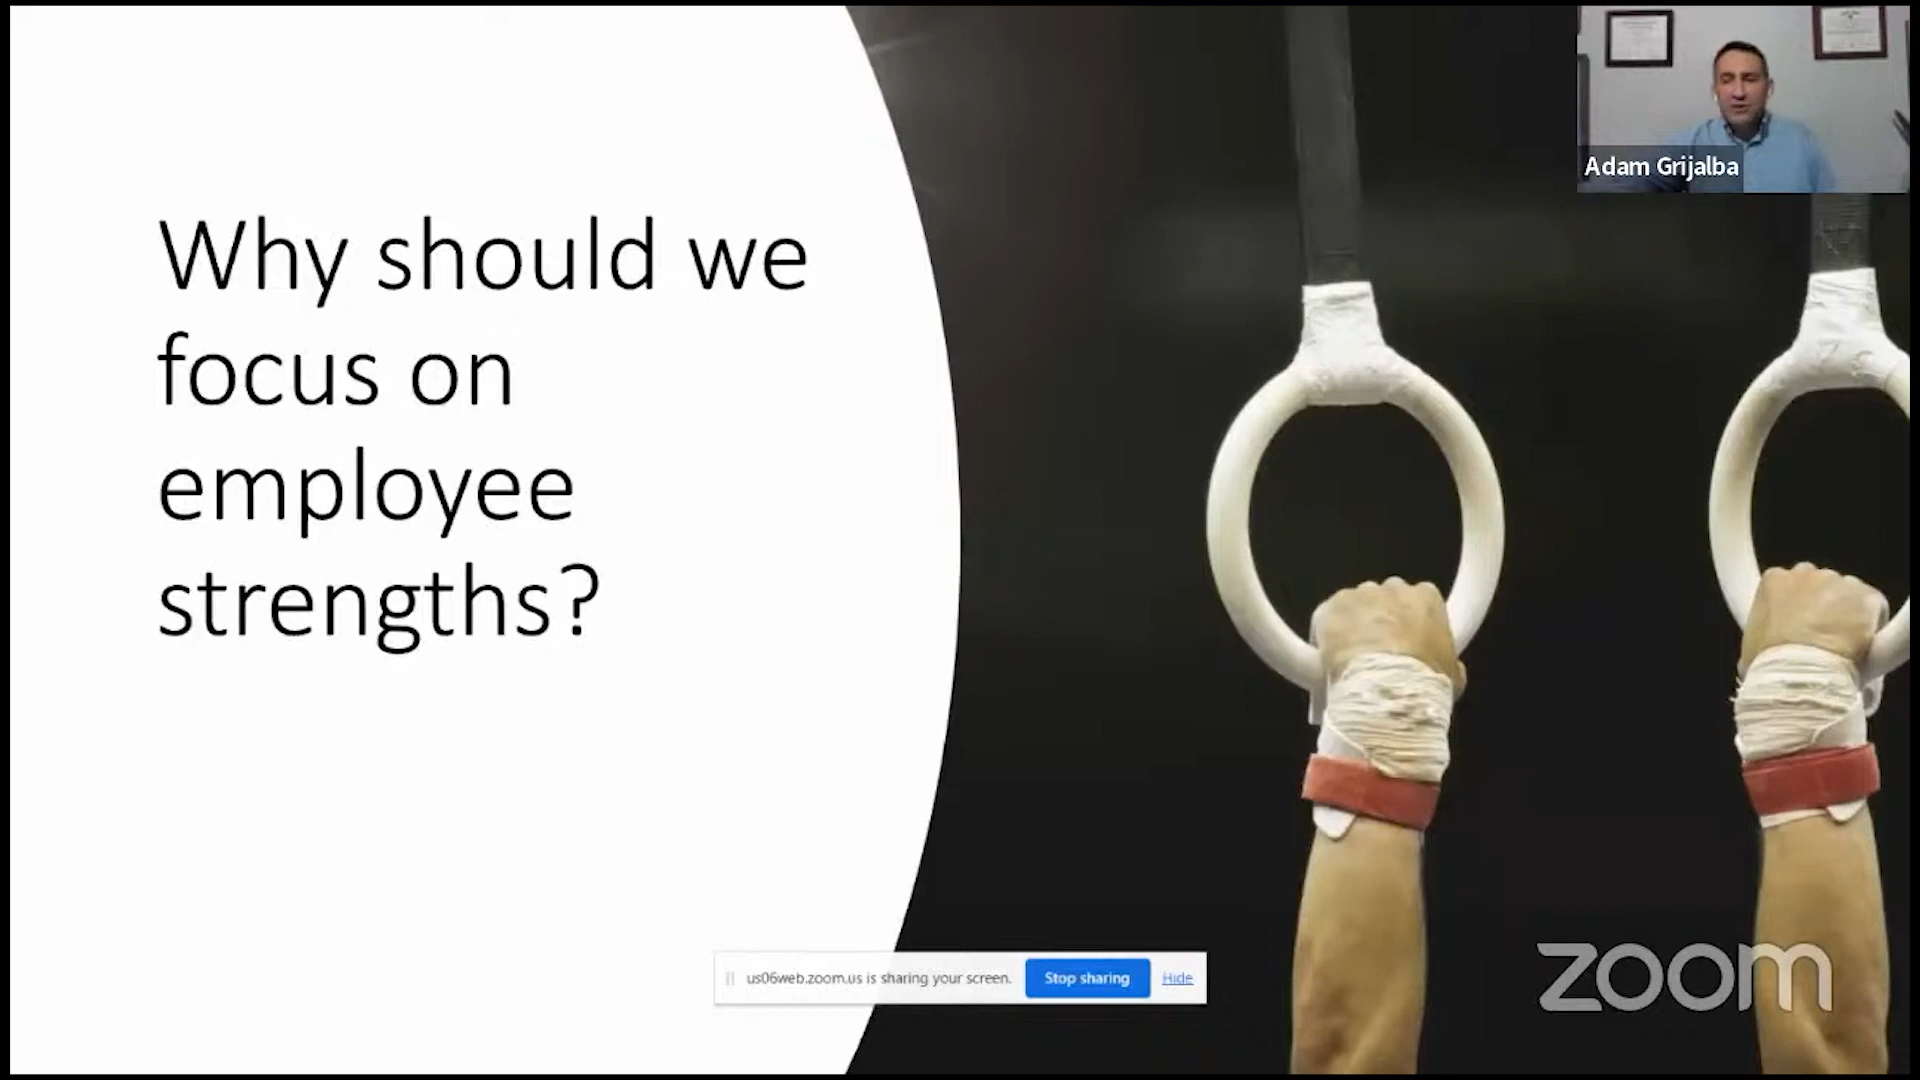 Why should we
focus on
employee
strengths?
Adam Grijalba
us06web.zoom.us is sharing your screen.
Stop sharing
Hide
zoom